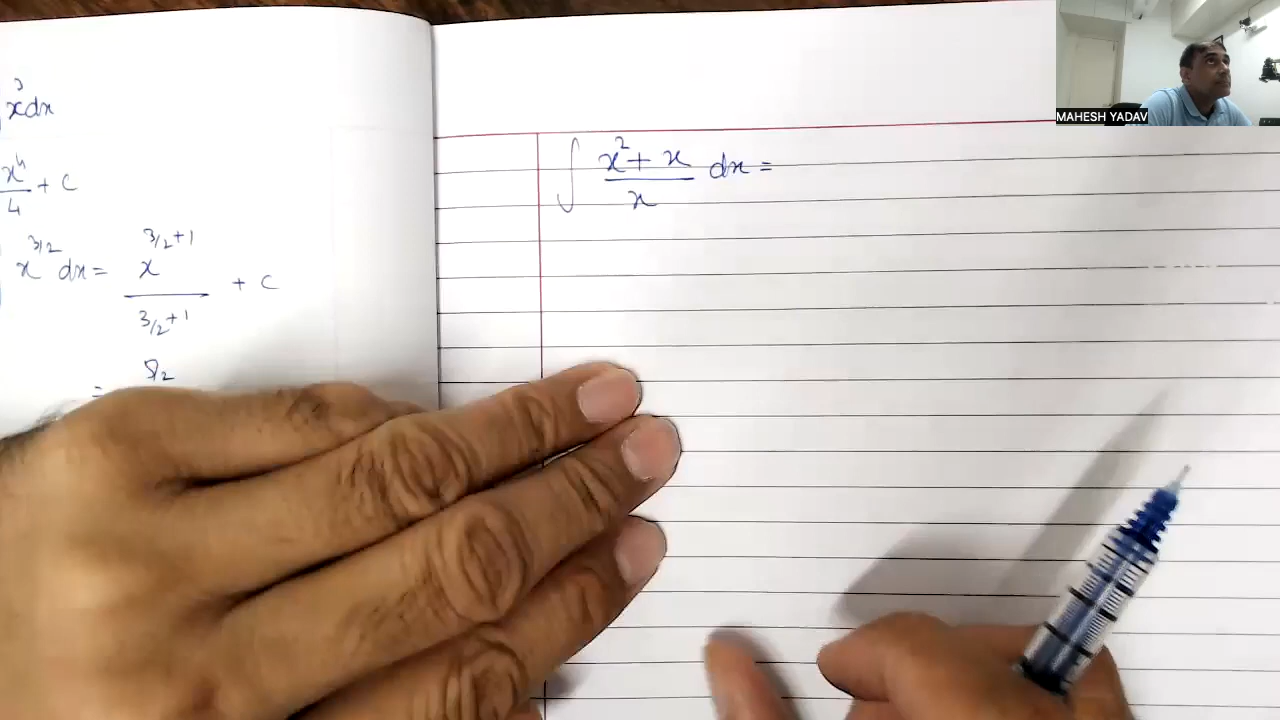 x³dx
x⁴/4 + c
x^(3/2) dx = x^(3/2+1)/(3/2+1) + c
= 5/2
∫ (x² + x)/x dx =
MAHESH YADAV